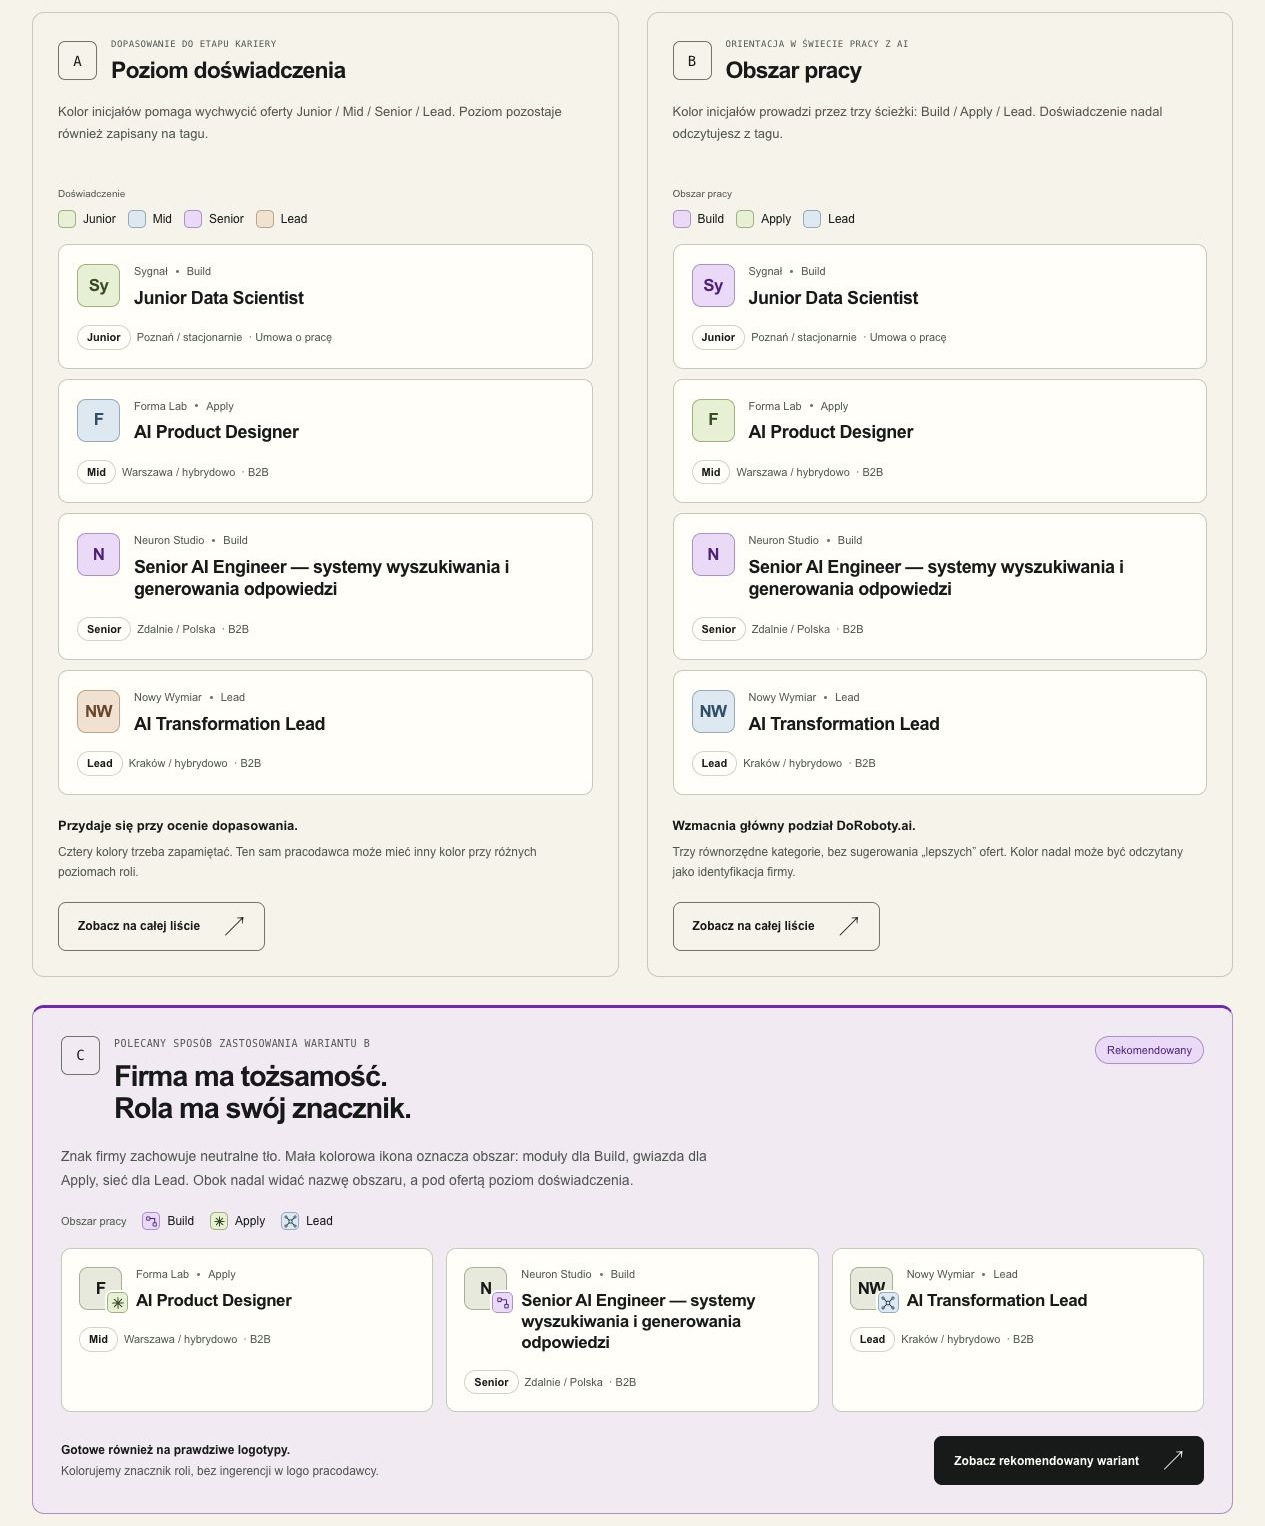 A
DOPASOWANIE DO ETAPU KARIERY
Poziom doświadczenia
Kolor inicjałów pomaga wychwycić oferty Junior / Mid / Senior / Lead. Poziom pozostaje
również zapisany na tagu.
Doświadczenie
Junior Mid Senior Lead
Sy
Sygnał • Build
Junior Data Scientist
Junior Poznań / stacjonarnie · Umowa o pracę
F
Forma Lab • Apply
AI Product Designer
Mid Warszawa / hybrydowo · B2B
N
Neuron Studio • Build
Senior AI Engineer — systemy wyszukiwania i
generowania odpowiedzi
Senior Zdalnie / Polska · B2B
NW
Nowy Wymiar • Lead
AI Transformation Lead
Lead Kraków / hybrydowo · B2B
Przydaje się przy ocenie dopasowania.
Cztery kolory trzeba zapamiętać. Ten sam pracodawca może mieć inny kolor przy różnych
poziomach roli.
Zobacz na całej liście
B
ORIENTACJA W ŚWIECIE PRACY Z AI
Obszar pracy
Kolor inicjałów prowadzi przez trzy ścieżki: Build / Apply / Lead. Doświadczenie nadal
odczytujesz z tagu.
Obszar pracy
Build Apply Lead
Sy
Sygnał • Build
Junior Data Scientist
Junior Poznań / stacjonarnie · Umowa o pracę
F
Forma Lab • Apply
AI Product Designer
Mid Warszawa / hybrydowo · B2B
N
Neuron Studio • Build
Senior AI Engineer — systemy wyszukiwania i
generowania odpowiedzi
Senior Zdalnie / Polska · B2B
NW
Nowy Wymiar • Lead
AI Transformation Lead
Lead Kraków / hybrydowo · B2B
Wzmacnia główny podział DoRoboty.ai.
Trzy równorzędne kategorie, bez sugerowania „lepszych” ofert. Kolor nadal może być odczytany
jako identyfikacja firmy.
Zobacz na całej liście
C
POLECANY SPOSÓB ZASTOSOWANIA WARIANTU B
Rekomendowany
Firma ma tożsamość.
Rola ma swój znacznik.
Znak firmy zachowuje neutralne tło. Mała kolorowa ikona oznacza obszar: moduły dla Build, gwiazda dla
Apply, sieć dla Lead. Obok nadal widać nazwę obszaru, a pod ofertą poziom doświadczenia.
Obszar pracy Build Apply Lead
F
Forma Lab • Apply
AI Product Designer
Mid Warszawa / hybrydowo · B2B
N
Neuron Studio • Build
Senior AI Engineer — systemy
wyszukiwania i generowania
odpowiedzi
Senior Zdalnie / Polska · B2B
NW
Nowy Wymiar • Lead
AI Transformation Lead
Lead Kraków / hybrydowo · B2B
Gotowe również na prawdziwe logotypy.
Kolorujemy znacznik roli, bez ingerencji w logo pracodawcy.
Zobacz rekomendowany wariant